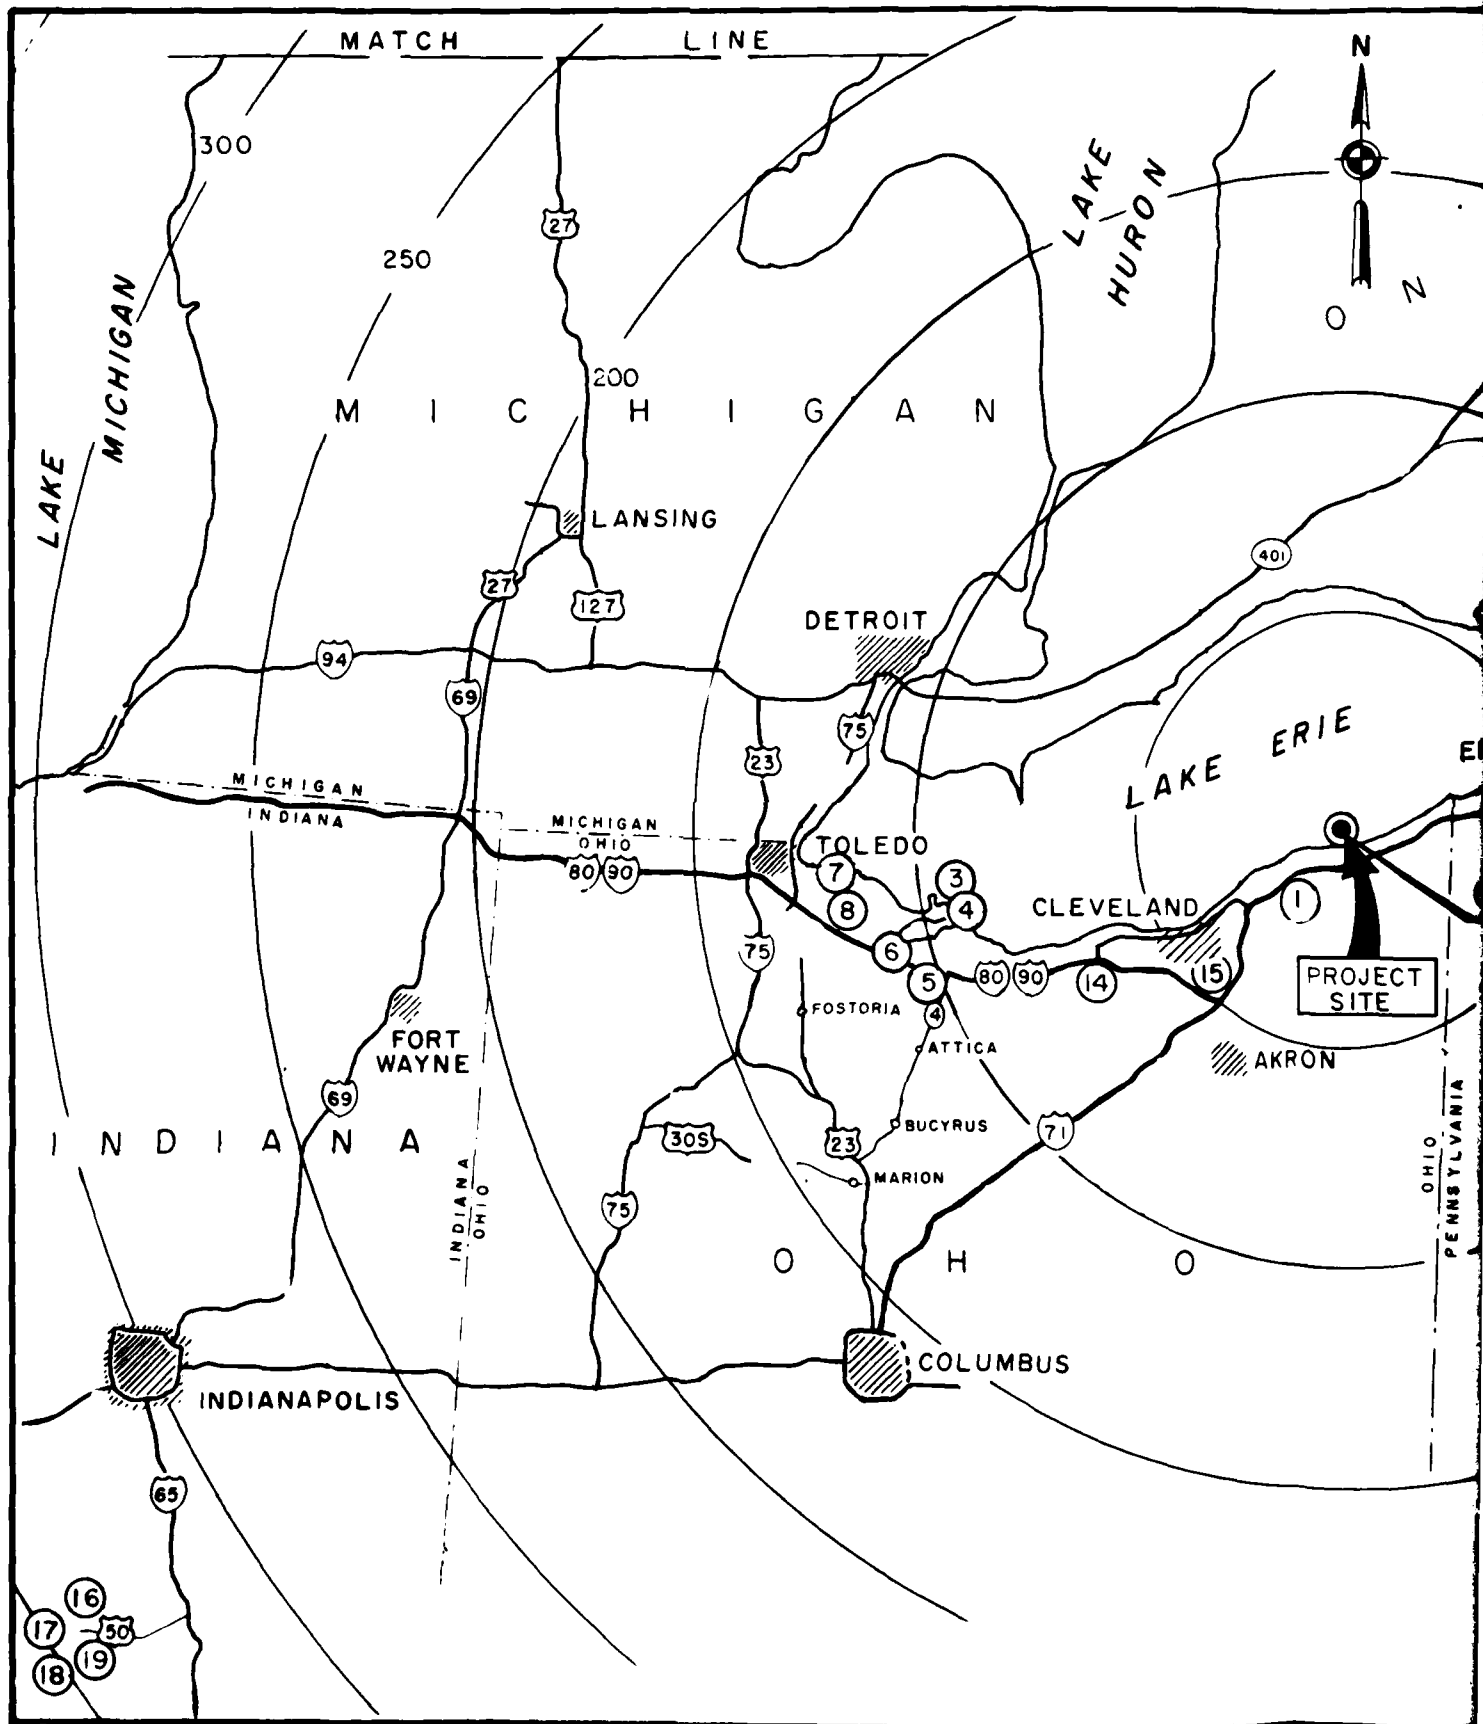 MATCH LINE
N
300
LAKE HURON
27
250
O N
LAKE MICHIGAN
200
M I C H I G A N
LANSING
401
27
127
DETROIT
94
69
75
LAKE ERIE
23
MICHIGAN
INDIANA
MICHIGAN
OHIO
TOLEDO
80 90
7
3
8
4
CLEVELAND
1
6
75
5
80 90
14
15
PROJECT
SITE
FOSTORIA
4
ATTICA
FORT
WAYNE
AKRON
69
BUCYRUS
71
30S
23
I N D I A N A
MARION
OHIO
PENNSYLVANIA
INDIANA
OHIO
75
O H O
COLUMBUS
INDIANAPOLIS
65
16
17
50
19
18